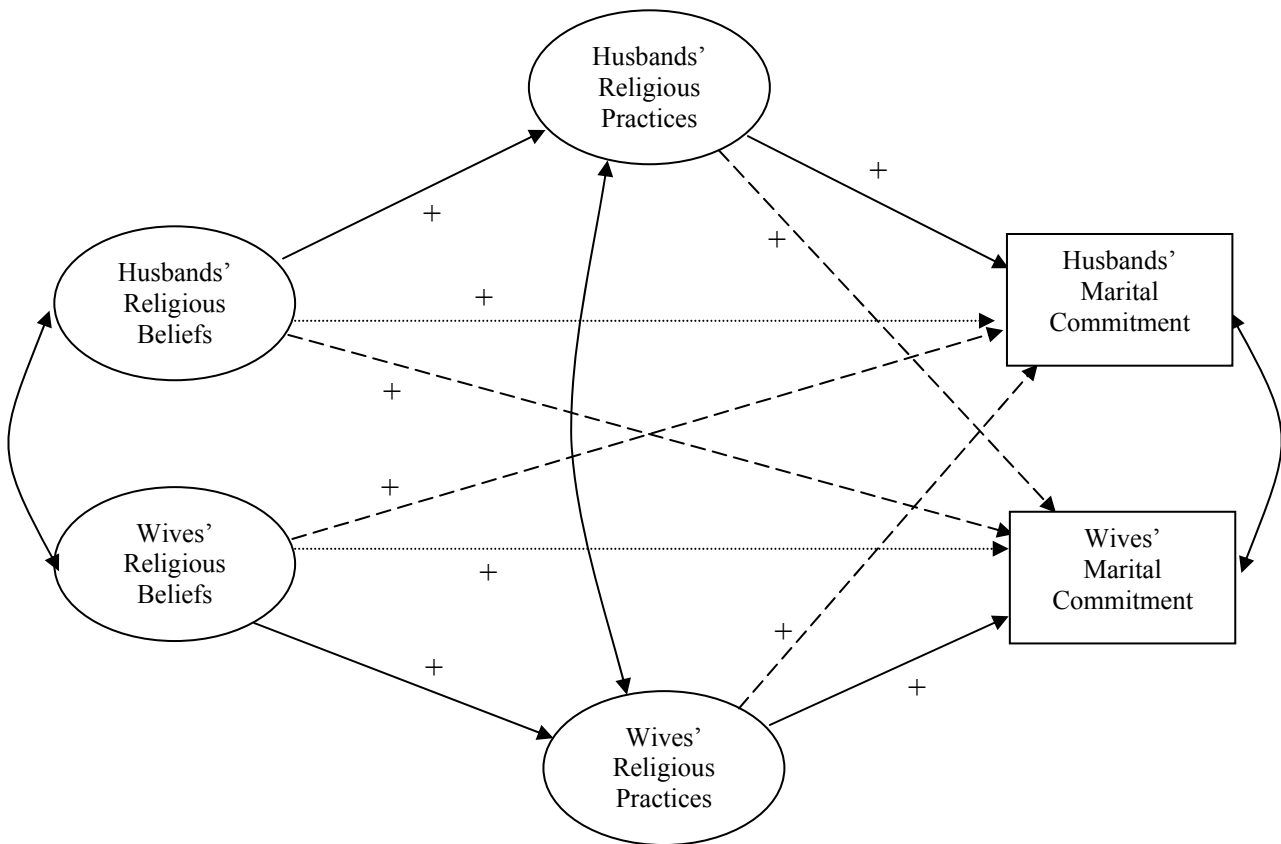 Husbands’
Religious
Practices
+
+
+
Husbands’
Religious
Beliefs
+
Husbands’
Marital
Commitment
+
+
Wives’
Religious
Beliefs
+
Wives’
Marital
Commitment
+
+
+
Wives’
Religious
Practices